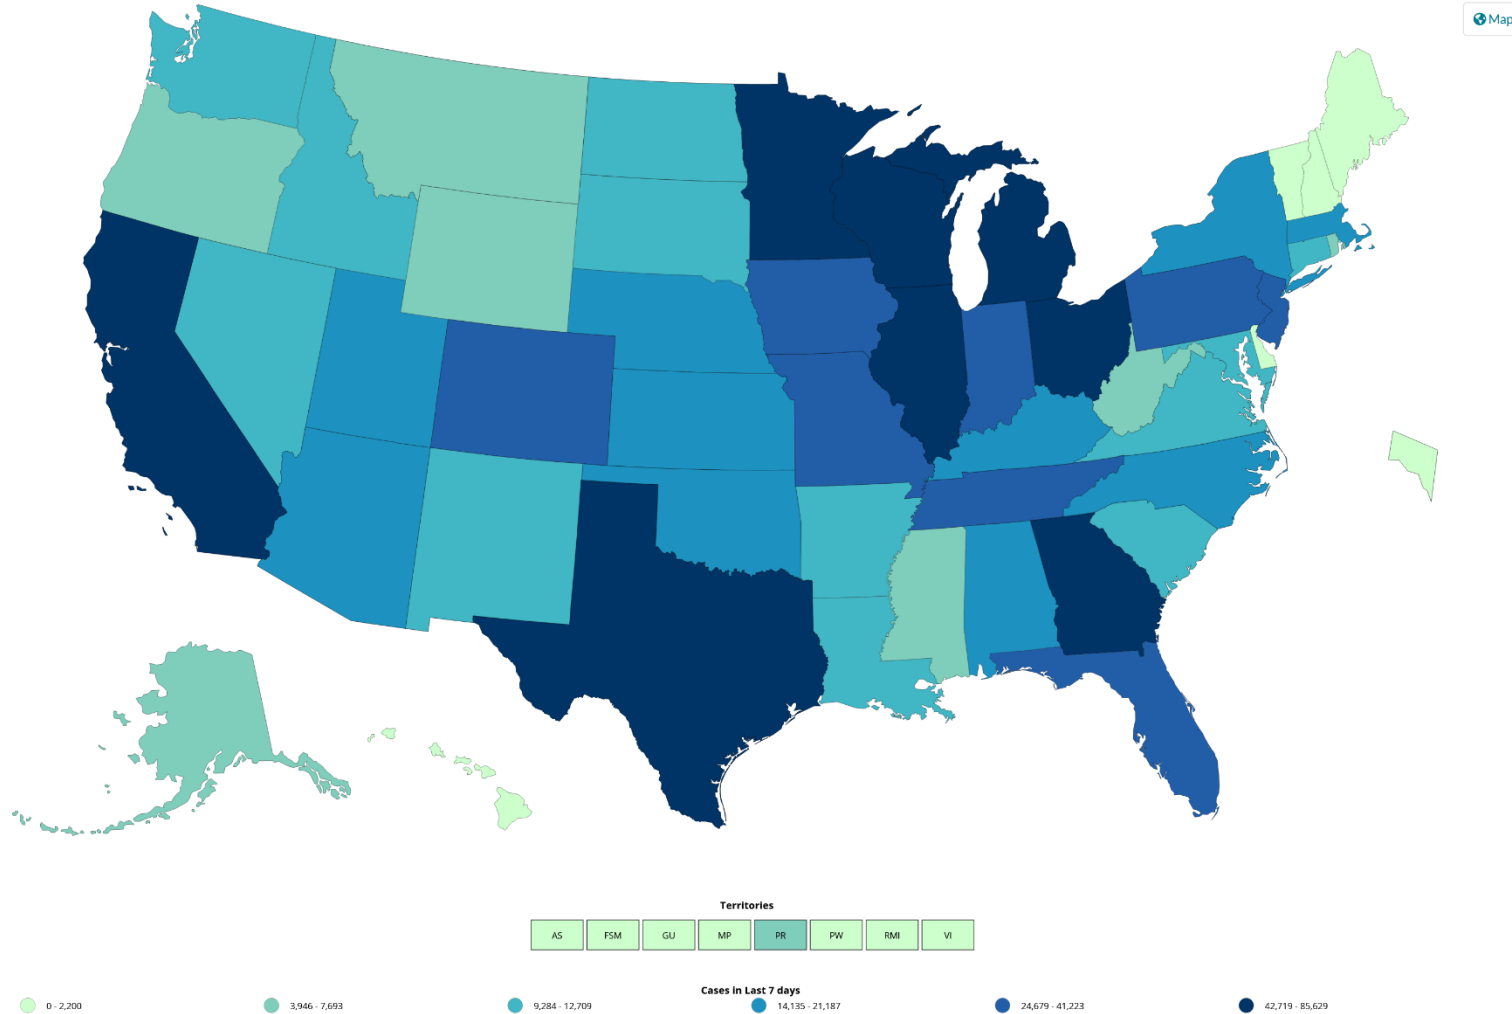 Map
Territories
AS FSM GU MP PR PW RMI VI
Cases in Last 7 days
0 - 2,200 3,946 - 7,693 9,284 - 12,709 14,135 - 21,187 24,679 - 41,223 42,719 - 85,629